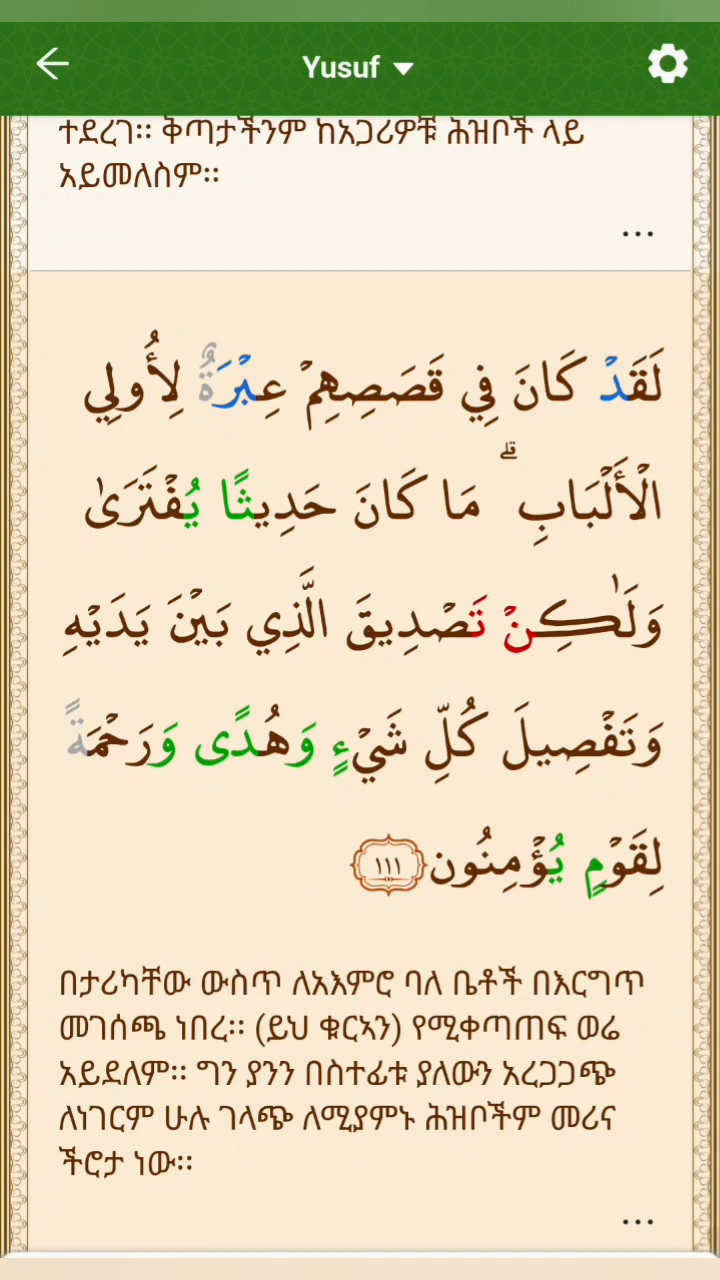 Yusuf
ተደረገ። ቅጣታችንም ከአጋሪዎቹ ሕዝቦች ላይ
አይመለስም።
...
لَقَدْ كَانَ فِي قَصَصِهِمْ عِبْرَةٌ لِأُولِي
الْأَلْبَابِ ۗ مَا كَانَ حَدِيثًا يُفْتَرَىٰ
وَلَٰكِنْ تَصْدِيقَ الَّذِي بَيْنَ يَدَيْهِ
وَتَفْصِيلَ كُلِّ شَيْءٍ وَهُدًى وَرَحْمَةً
لِقَوْمٍ يُؤْمِنُون ١١١
በታሪካቸው ውስጥ ለአእምሮ ባለ ቤቶች በእርግጥ
መገሰጫ ነበረ። (ይህ ቁርኣን) የሚቀጣጠፍ ወሬ
አይደለም። ግን ያንን በስተፊቱ ያለውን አረጋጋጭ
ለነገርም ሁሉ ገላጭ ለሚያምኑ ሕዝቦችም መሪና
ችሮታ ነው።
...